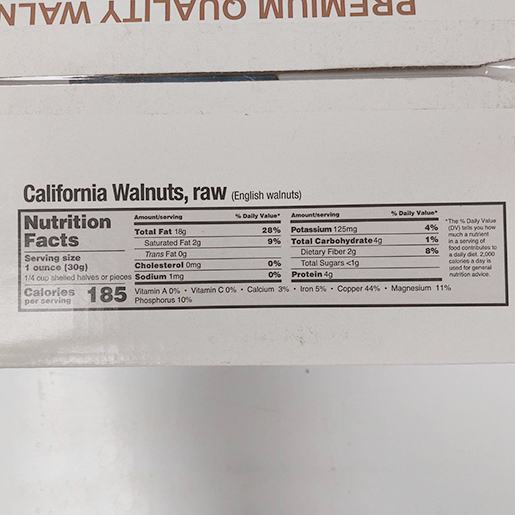 PREMIUM QUALITY WALN
California Walnuts, raw (English walnuts)
Nutrition
Facts
Serving size
1 ounce (30g)
1/4 cup shelled halves or pieces
Calories
per serving
185
Amount/serving % Daily Value*
Total Fat 18g 28%
Saturated Fat 2g 9%
Trans Fat 0g
Cholesterol 0mg 0%
Sodium 1mg 0%
Amount/serving % Daily Value*
Potassium 125mg 4%
Total Carbohydrate 4g 1%
Dietary Fiber 2g 8%
Total Sugars <1g
Protein 4g
Vitamin A 0% • Vitamin C 0% • Calcium 3% • Iron 5% • Copper 44% • Magnesium 11%
Phosphorus 10%
*The % Daily Value
(DV) tells you how
much a nutrient
in a serving of
food contributes to
a daily diet. 2,000
calories a day is
used for general
nutrition advice.